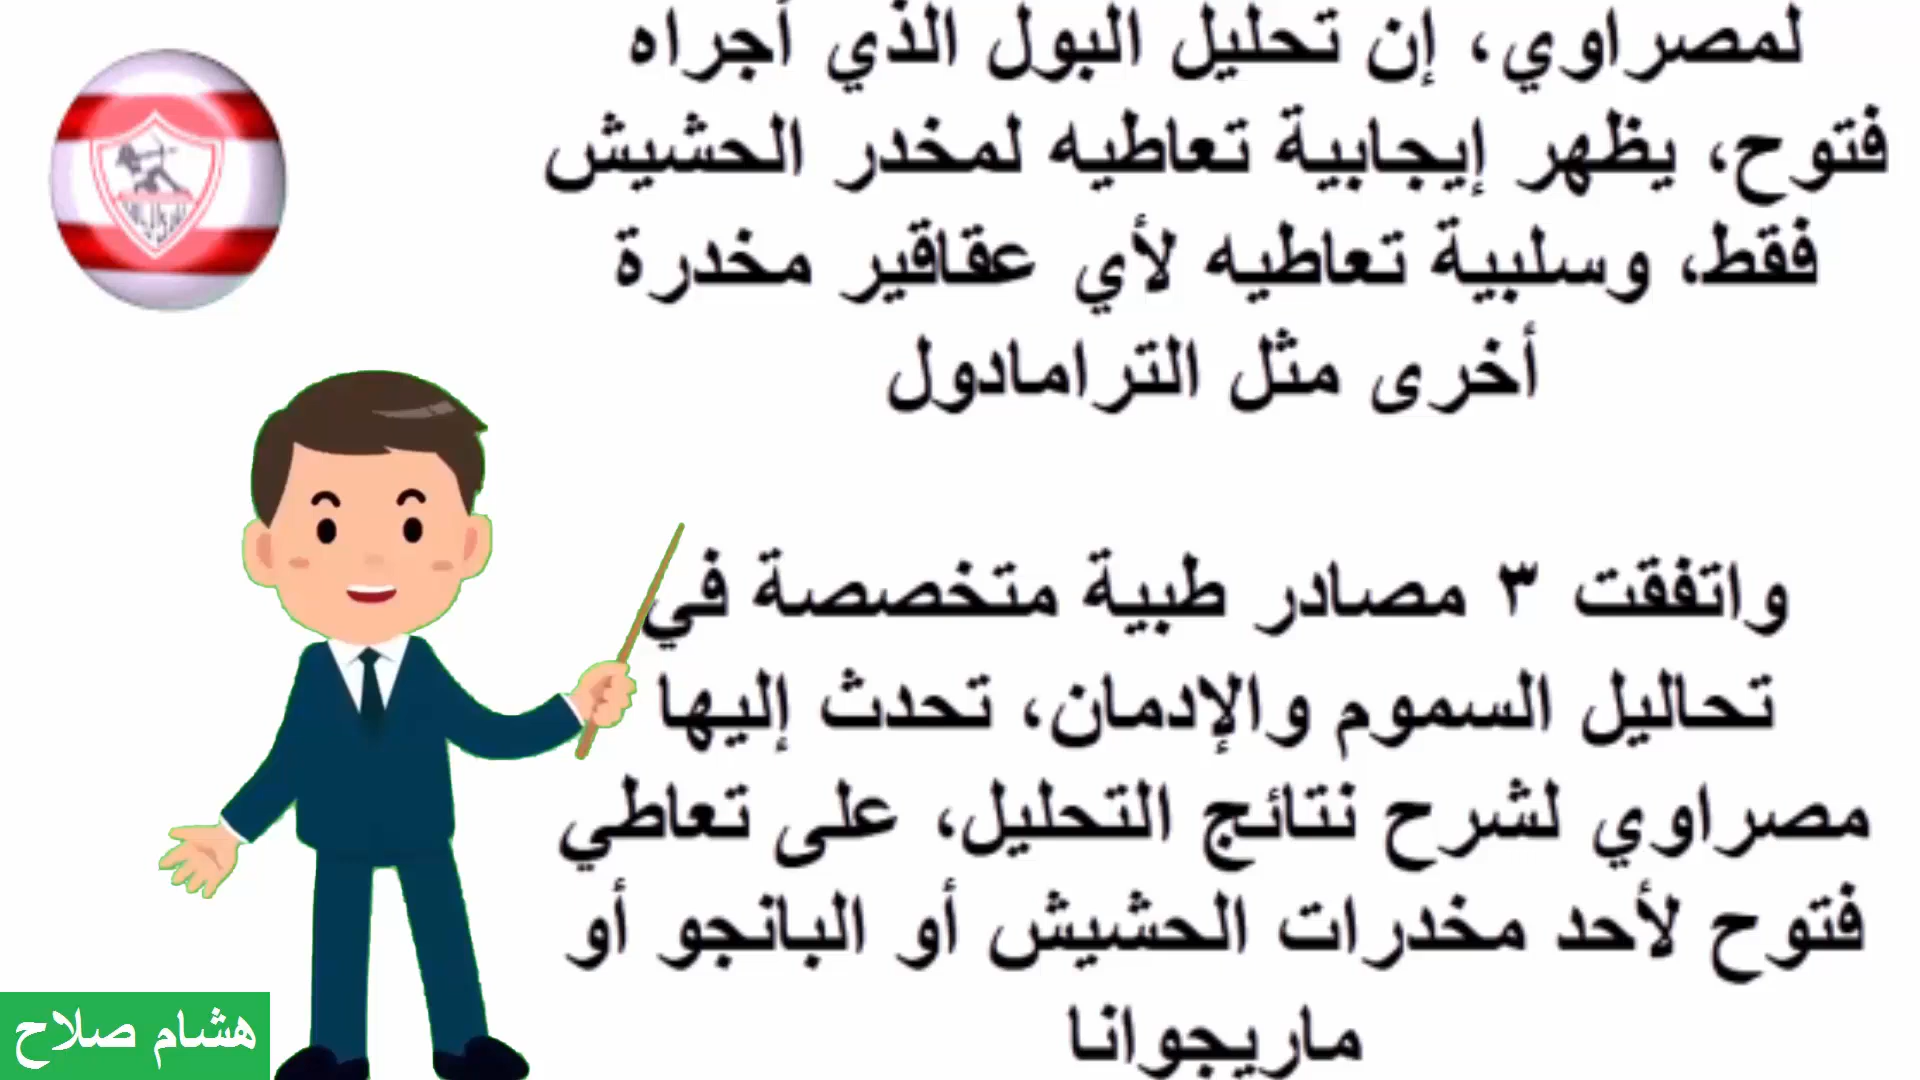 لمصراوي، إن تحليل البول الذي أجراه
فتوح، يظهر إيجابية تعاطيه لمخدر الحشيش
فقط، وسلبية تعاطيه لأي عقاقير مخدرة
أخرى مثل الترامادول
واتفقت ٣ مصادر طبية متخصصة في
تحاليل السموم والإدمان، تحدث إليها
مصراوي لشرح نتائج التحليل، على تعاطي
فتوح لأحد مخدرات الحشيش أو البانجو أو
ماريجوانا
هشام صلاح